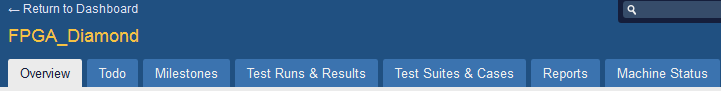 ← Return to Dashboard
FPGA_Diamond
Overview Todo Milestones Test Runs & Results Test Suites & Cases Reports Machine Status